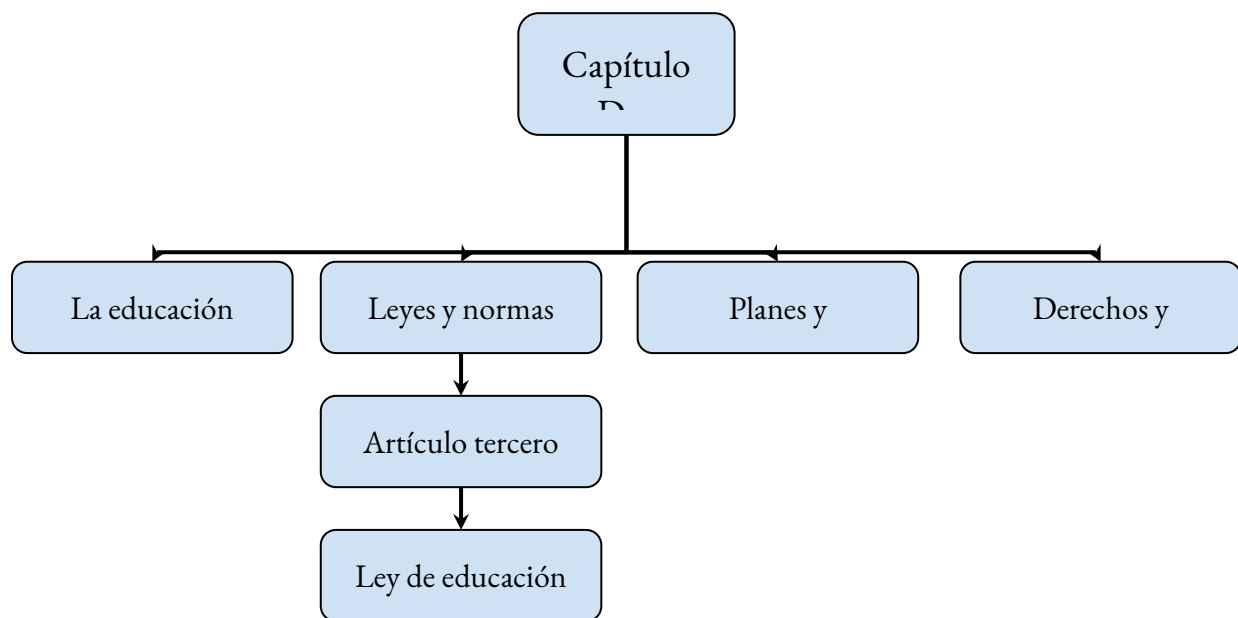 Capítulo
La educación
Leyes y normas
Planes y
Derechos y
Artículo tercero
Ley de educación